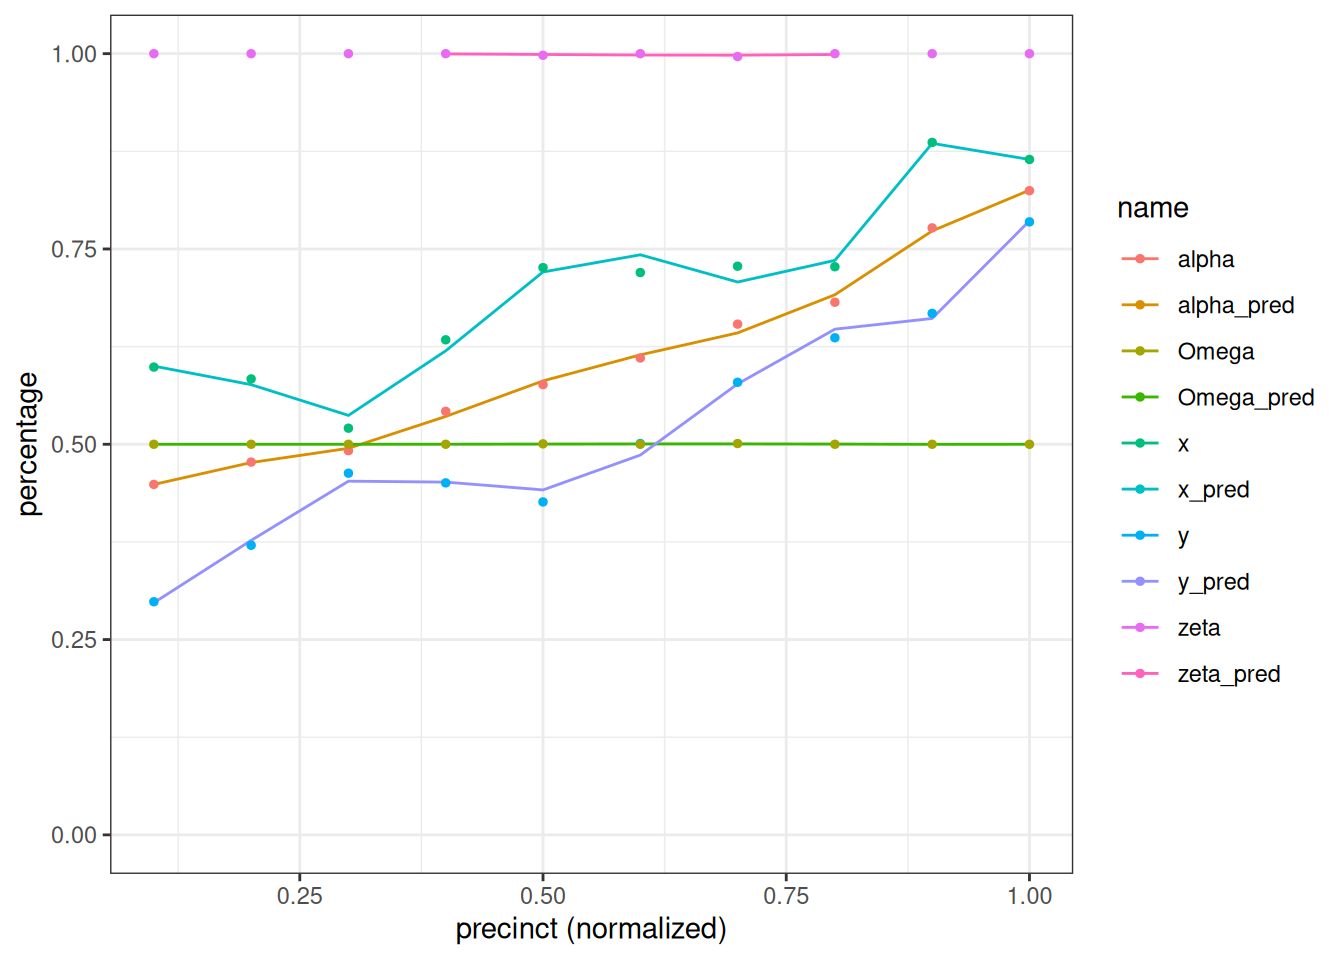 1.00
0.75
0.50
0.25
0.00
percentage
0.25 0.50 0.75 1.00
precinct (normalized)
name
alpha
alpha_pred
Omega
Omega_pred
x
x_pred
y
y_pred
zeta
zeta_pred